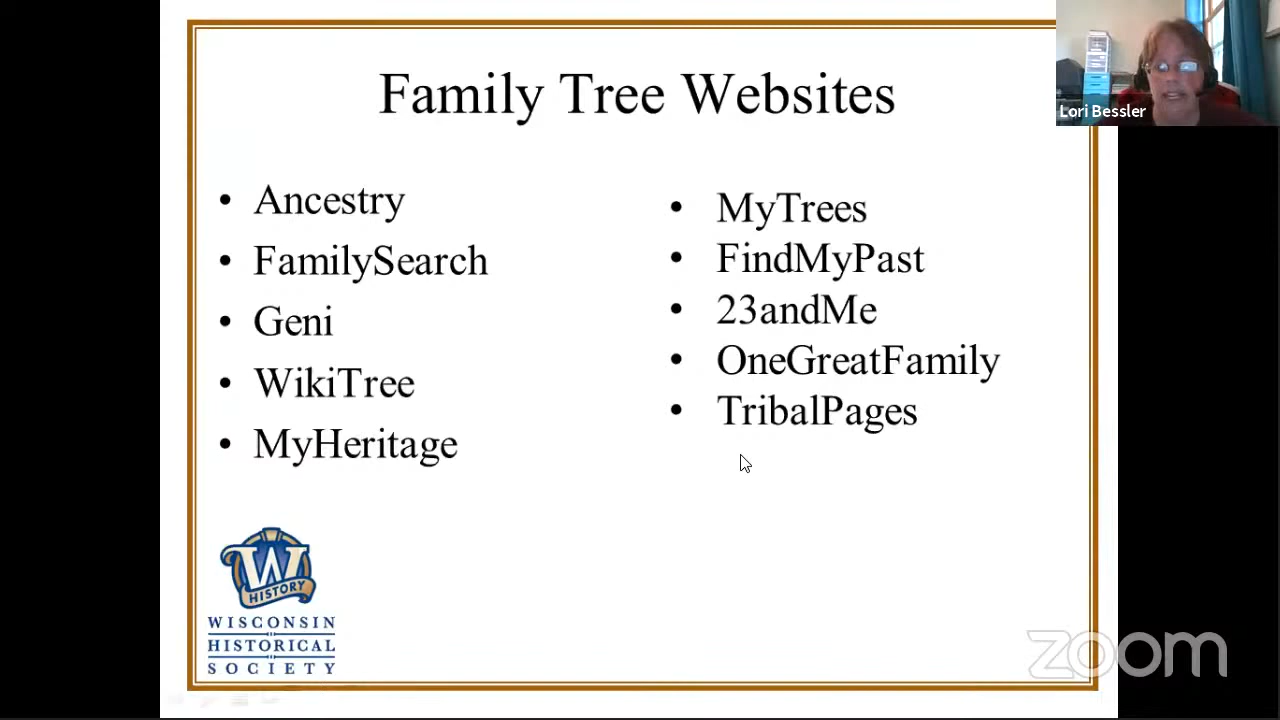 Family Tree Websites
Lori Bessler
• Ancestry
• FamilySearch
• Geni
• WikiTree
• MyHeritage
• MyTrees
• FindMyPast
• 23andMe
• OneGreatFamily
• TribalPages
W
HISTORY
WISCONSIN
HISTORICAL
SOCIETY
zoom